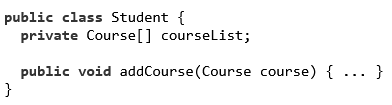 public class Student {
  private Course[] courseList;

  public void addCourse(Course course) { ... }
}